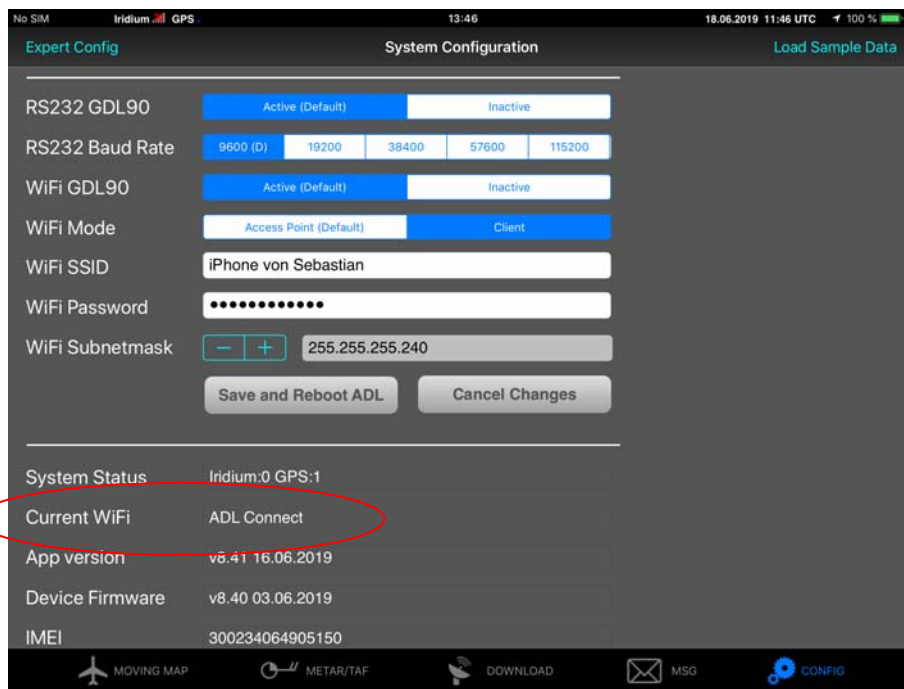 No SIM Iridium GPS 13:46 18.06.2019 11:46 UTC 100 %
Expert Config System Configuration Load Sample Data
RS232 GDL90 Active (Default) Inactive
RS232 Baud Rate 9600 (D) 19200 38400 57600 115200
WiFi GDL90 Active (Default) Inactive
WiFi Mode Access Point (Default) Client
WiFi SSID iPhone von Sebastian
WiFi Password ••••••••••••
WiFi Subnetmask − + 255.255.255.240
Save and Reboot ADL Cancel Changes
System Status Iridium:0 GPS:1
Current WiFi ADL Connect
App version v8.41 16.06.2019
Device Firmware v8.40 03.06.2019
IMEI 300234064905150
MOVING MAP METAR/TAF DOWNLOAD MSG CONFIG